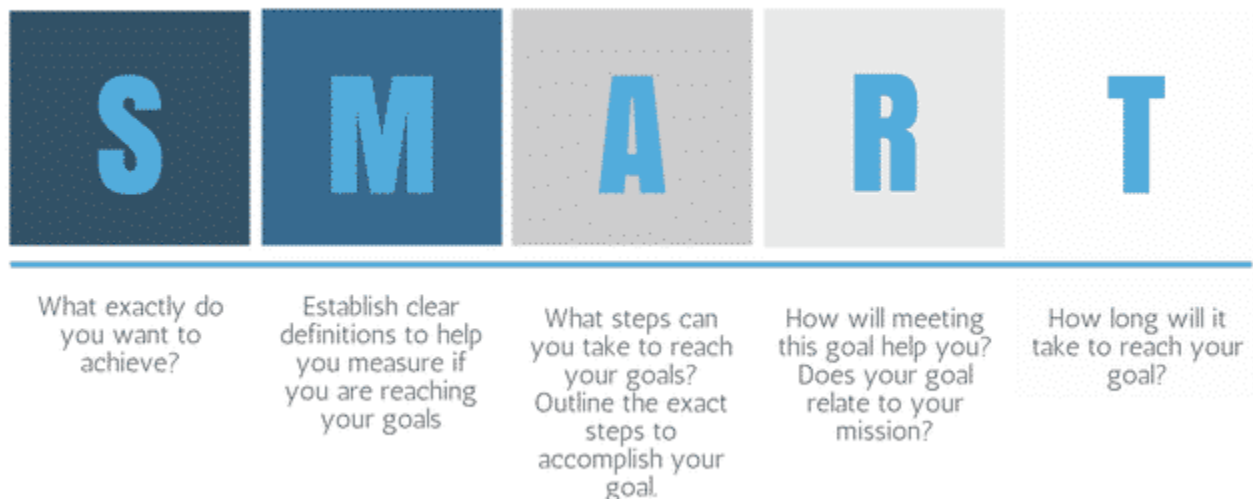 S
M
A
R
T
What exactly do
you want to
achieve?
Establish clear
definitions to help
you measure if
you are reaching
your goals
What steps can
you take to reach
your goals?
Outline the exact
steps to
accomplish your
goal.
How will meeting
this goal help you?
Does your goal
relate to your
mission?
How long will it
take to reach your
goal?